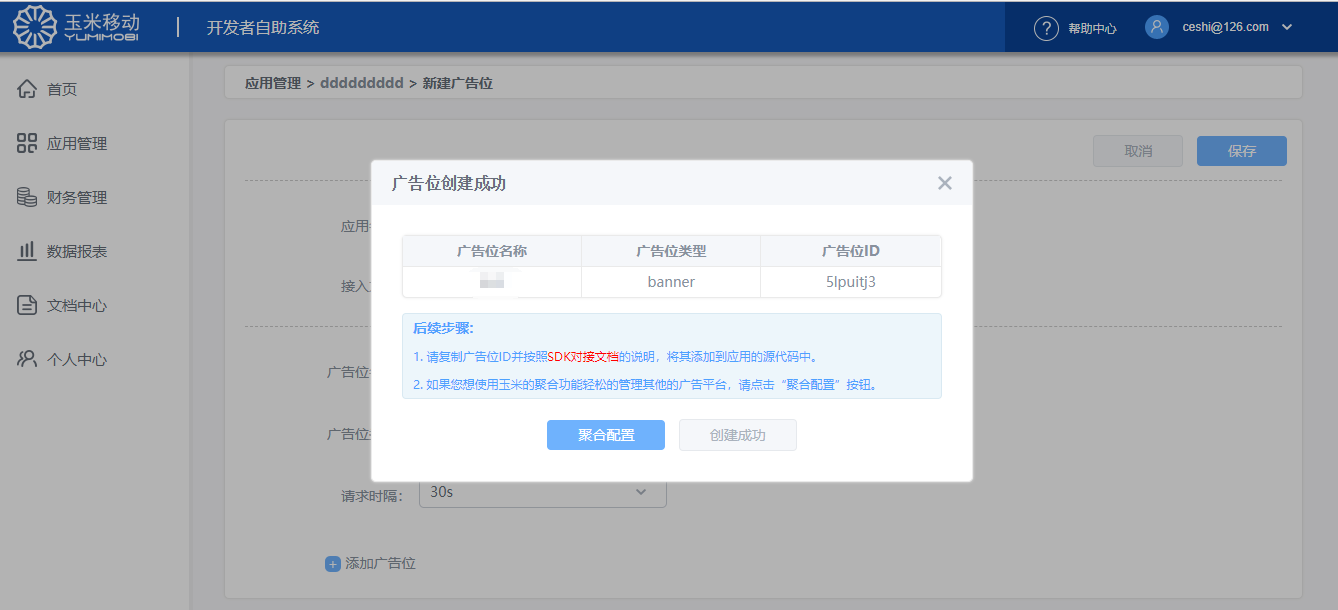 玉米移动
YUMIMOBI
开发者自助系统
? 帮助中心
ceshi@126.com
首页
应用管理
财务管理
数据报表
文档中心
个人中心
应用管理 > ddddddddd > 新建广告位
取消
保存
应用
接入
广告位
广告位
请求时隔：
30s
+ 添加广告位
广告位创建成功
广告位名称 广告位类型 广告位ID
banner 5lpuitj3
后续步骤:
1. 请复制广告位ID并按照SDK对接文档的说明，将其添加到应用的源代码中。
2. 如果您想使用玉米的聚合功能轻松的管理其他的广告平台，请点击“聚合配置”按钮。
聚合配置
创建成功